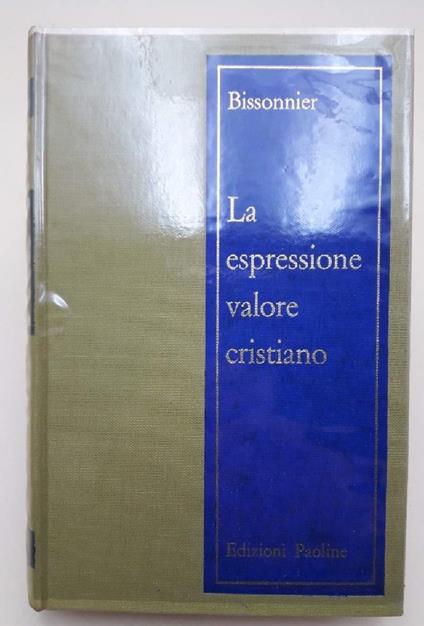 Bissonnier
La
espressione
valore
cristiano
Edizioni Paoline